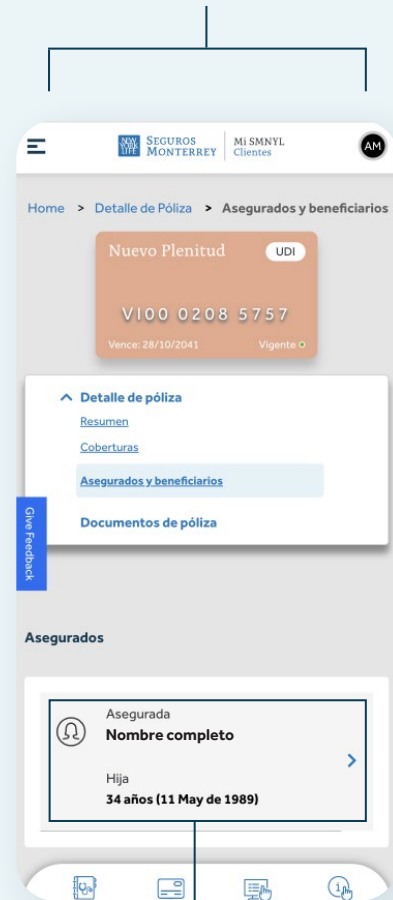 NEW YORK LIFE
SEGUROS MONTERREY
Mi SMNYL
Clientes
AM
Home > Detalle de Póliza > Asegurados y beneficiarios
Nuevo Plenitud
UDI
VI00 0208 5757
Vence: 28/10/2041
Vigente
Detalle de póliza
Resumen
Coberturas
Asegurados y beneficiarios
Documentos de póliza
Give Feedback
Asegurados
Asegurada
Nombre completo
Hija
34 años (11 May de 1989)
1